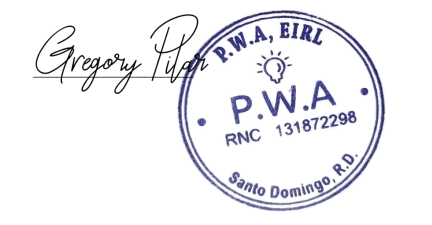 Gregory Pilar
P.W.A, EIRL
P.W.A
RNC 131872298
Santo Domingo, R.D.